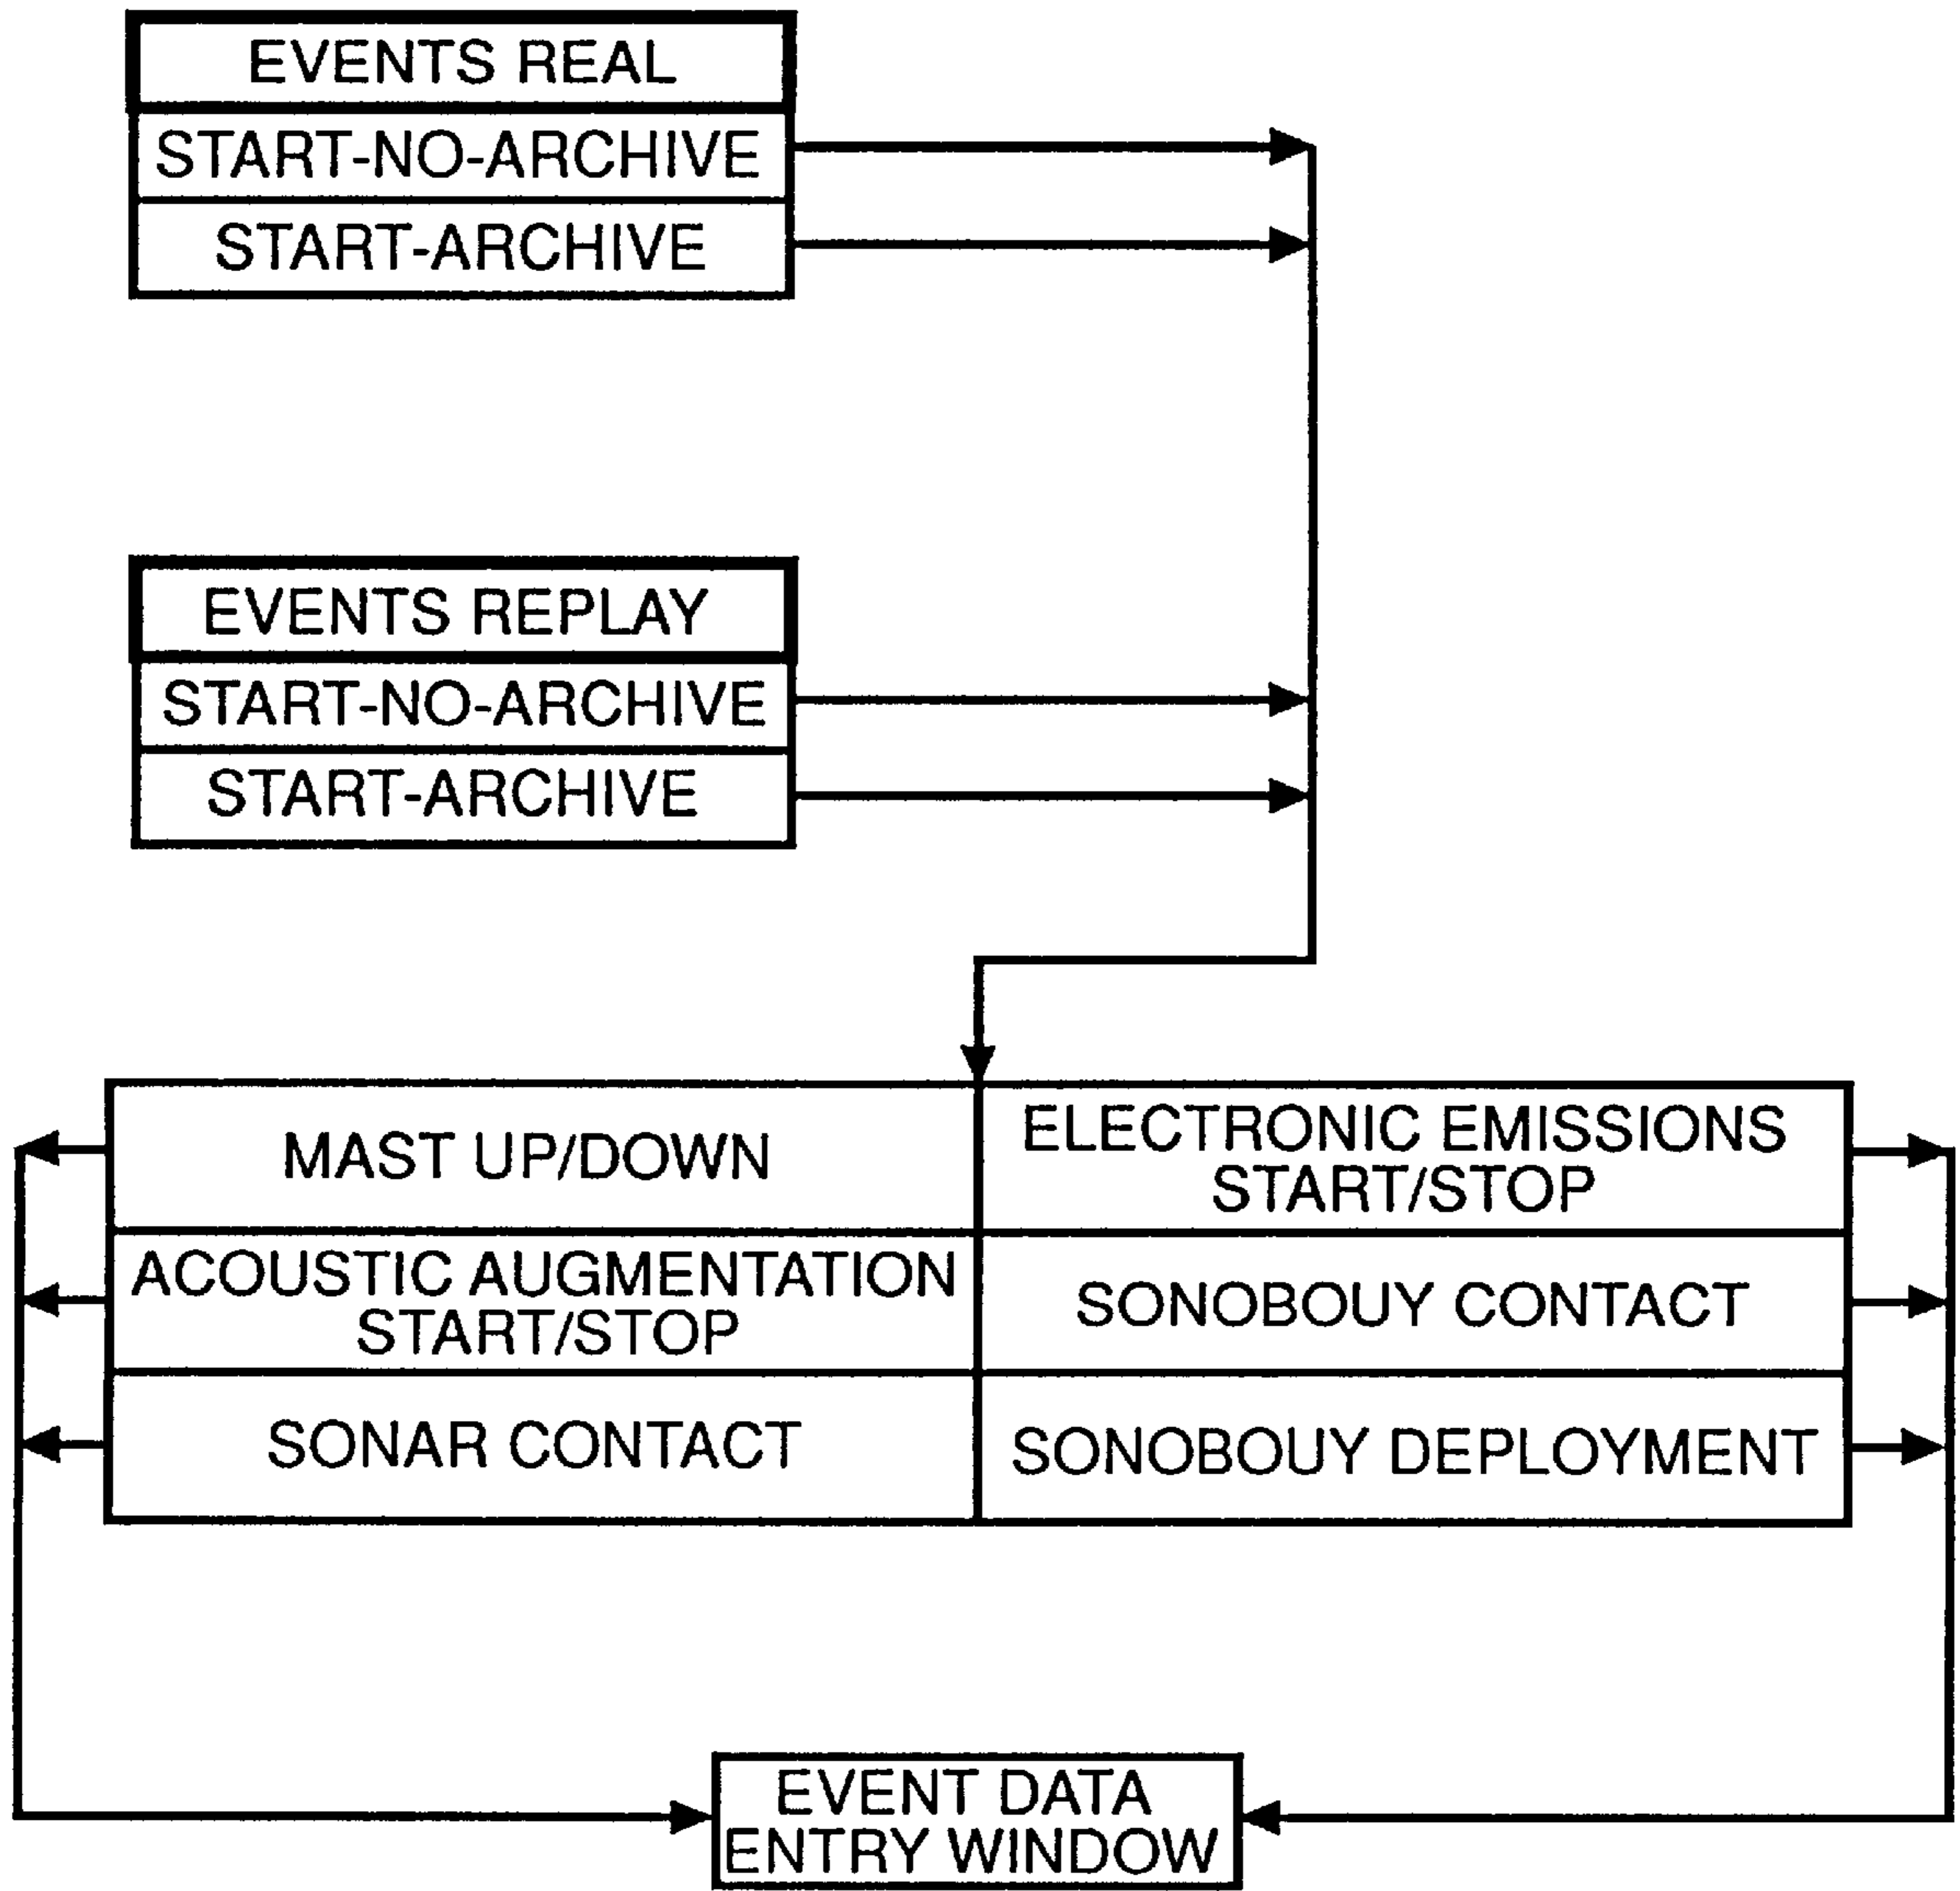 EVENTS REAL
START-NO-ARCHIVE
START-ARCHIVE
EVENTS REPLAY
START-NO-ARCHIVE
START-ARCHIVE
MAST UP/DOWN
ELECTRONIC EMISSIONS
START/STOP
ACOUSTIC AUGMENTATION
START/STOP
SONOBOUY CONTACT
SONAR CONTACT
SONOBOUY DEPLOYMENT
EVENT DATA
ENTRY WINDOW